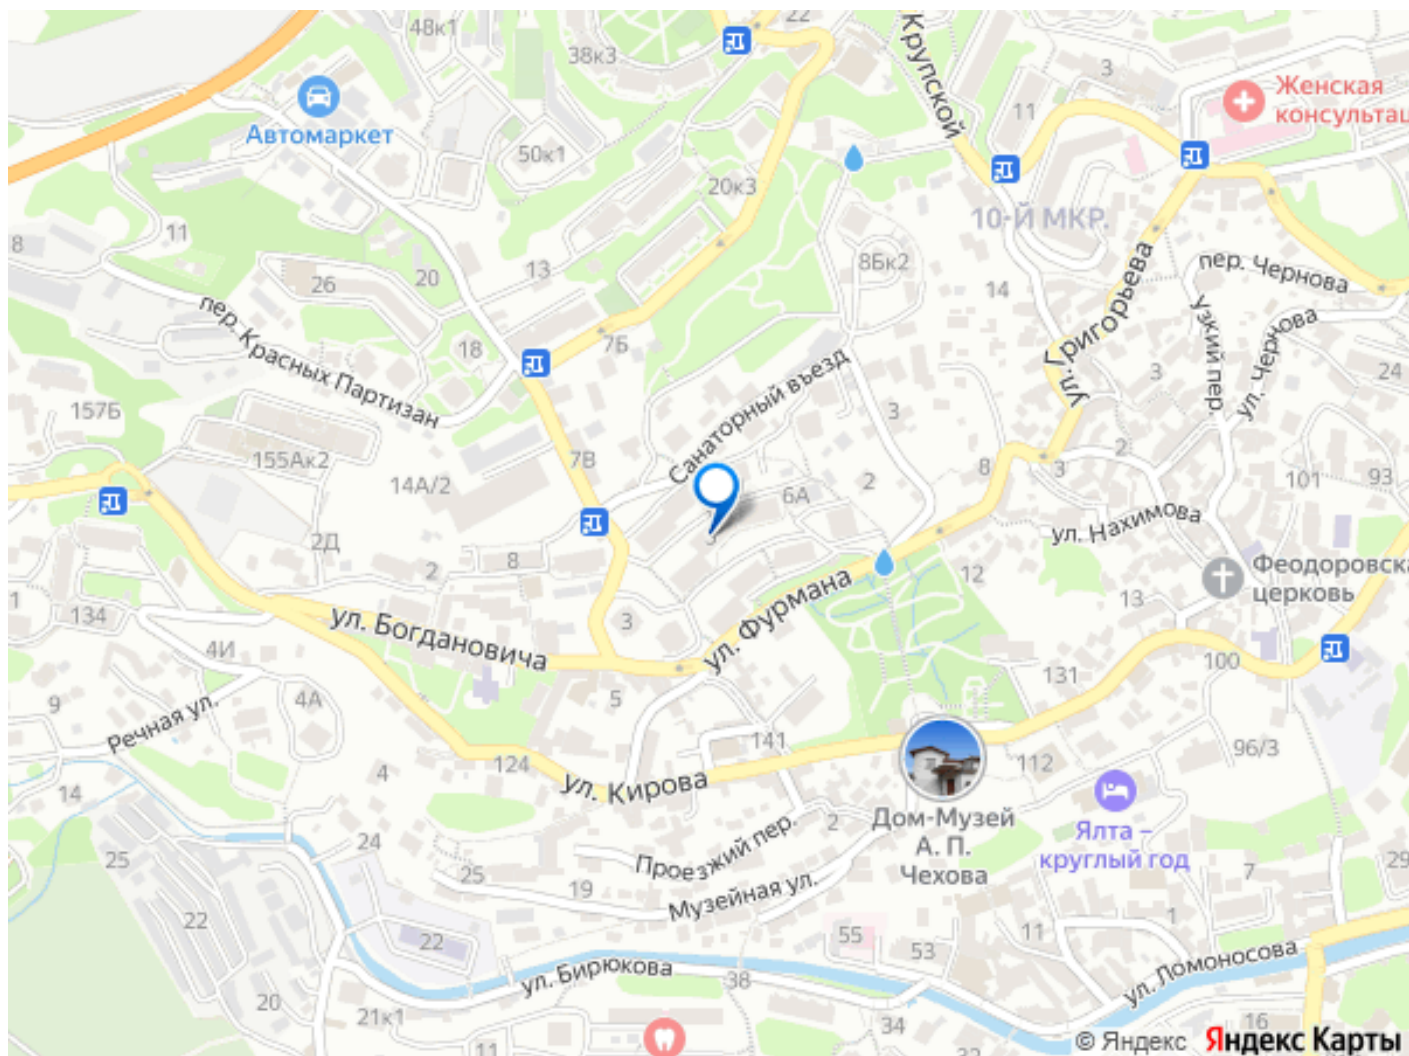 48к1
22
38к3
Крупской
3
Женская
консультац
11
Автомаркет
50к1
20к3
10-Й МКР.
11
8
20
13
8Бк2
пер. Чернова
26
14
ул. Григорьева
узкий пер.
ул. Чернова
пер. Красных Партизан
18
7Б
Санаторный въезд
3
24
157Б
3
155Ак2
7В
2
8
3
101
93
14А/2
6А
2
ул. Нахимова
2Д
8
2
12
Феодоровска
церковь
1
134
ул. Богдановича
3
ул. Фурмана
13
4И
131
100
9
Речная ул.
4А
5
141
96/3
4
124
ул. Кирова
112
14
Дом-Музей
А. П.
Чехова
Ялта –
круглый год
24
2
Проезжий пер.
25
25
19
Музейная ул.
7
29
22
22
55
53
11
1
ул. Бирюкова
38
ул. Ломоносова
20
21к1
11
34
16
© Яндекс Яндекс Карты